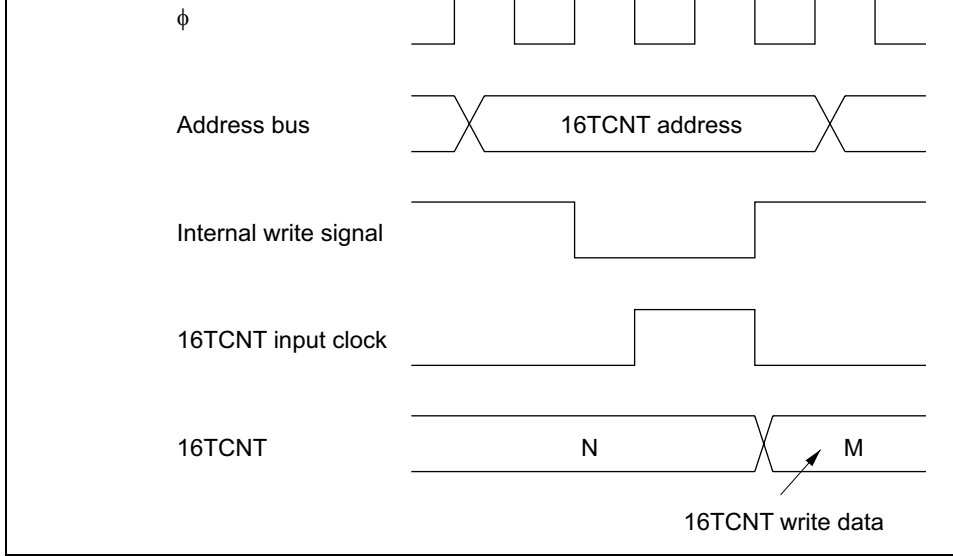 ϕ
Address bus
16TCNT address
Internal write signal
16TCNT input clock
16TCNT
N
M
16TCNT write data